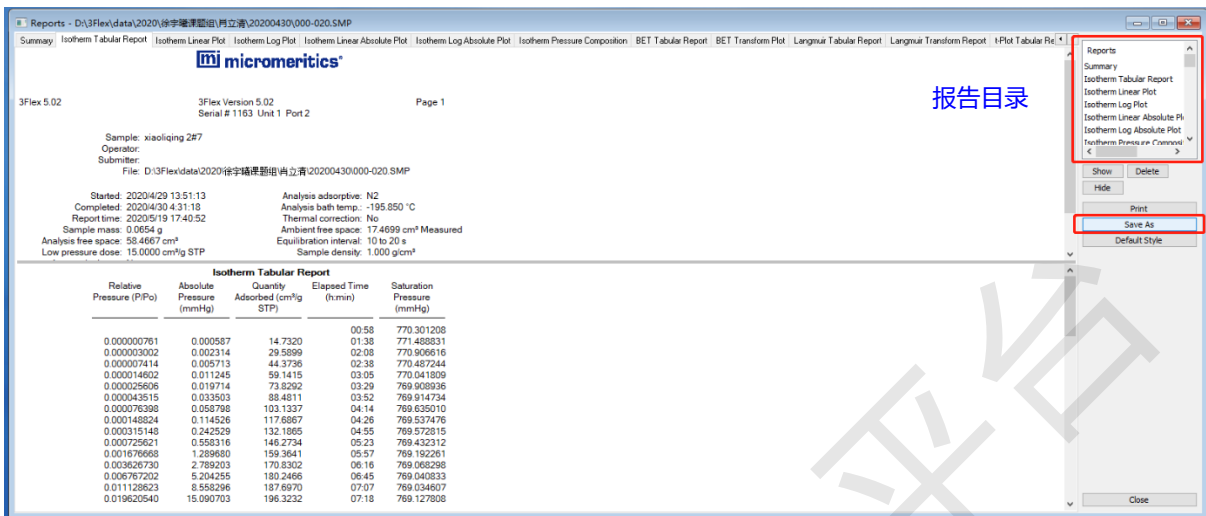 Reports - D:\3Flex\data\2020\徐宇曦课题组\肖立清\20200430\000-020.SMP
Summary Isotherm Tabular Report Isotherm Linear Plot Isotherm Log Plot Isotherm Linear Absolute Plot Isotherm Log Absolute Plot Isotherm Pressure Composition BET Tabular Report BET Transform Plot Langmuir Tabular Report Langmuir Transform Report t-Plot Tabular Re
mi micromeritics®
3Flex 5.02 3Flex Version 5.02 Page 1
Serial # 1163 Unit 1 Port 2
Sample: xiaoliqing 2#7
Operator:
Submitter:
File: D:\3Flex\data\2020\徐宇曦课题组\肖立清\20200430\000-020.SMP
Started: 2020/4/29 13:51:13 Analysis adsorptive: N2
Completed: 2020/4/30 4:31:18 Analysis bath temp.: -195.850 °C
Report time: 2020/5/19 17:40:52 Thermal correction: No
Sample mass: 0.0654 g Ambient free space: 17.4699 cm³ Measured
Analysis free space: 58.4667 cm³ Equilibration interval: 10 to 20 s
Low pressure dose: 15.0000 cm³/g STP Sample density: 1.000 g/cm³
报告目录
Reports
Summary
Isotherm Tabular Report
Isotherm Linear Plot
Isotherm Log Plot
Isotherm Linear Absolute Pl
Isotherm Log Absolute Plot
Isotherm Pressure Composi
Show Delete
Hide
Print
Save As
Default Style
Isotherm Tabular Report
Relative Absolute Quantity Elapsed Time Saturation
Pressure (P/Po) Pressure Adsorbed (cm³/g (h:min) Pressure
(mmHg) STP) (mmHg)
00:58 770.301208
0.000000761 0.000587 14.7320 01:38 771.488831
0.000003002 0.002314 29.5899 02:08 770.906616
0.000007414 0.005713 44.3736 02:38 770.487244
0.000014602 0.011245 59.1415 03:05 770.041809
0.000025606 0.019714 73.8292 03:29 769.908936
0.000043515 0.033503 88.4811 03:52 769.914734
0.000076398 0.058798 103.1337 04:14 769.635010
0.000148824 0.114526 117.6867 04:26 769.537476
0.000315148 0.242529 132.1865 04:55 769.572815
0.000725621 0.558316 146.2734 05:23 769.432312
0.001676668 1.289680 159.3641 05:57 769.192261
0.003626730 2.789203 170.8302 06:16 769.068298
0.006767202 5.204255 180.2466 06:45 769.040833
0.011128623 8.558296 187.6970 07:07 769.034607
0.019620540 15.090703 196.3232 07:18 769.127808
Close
平台